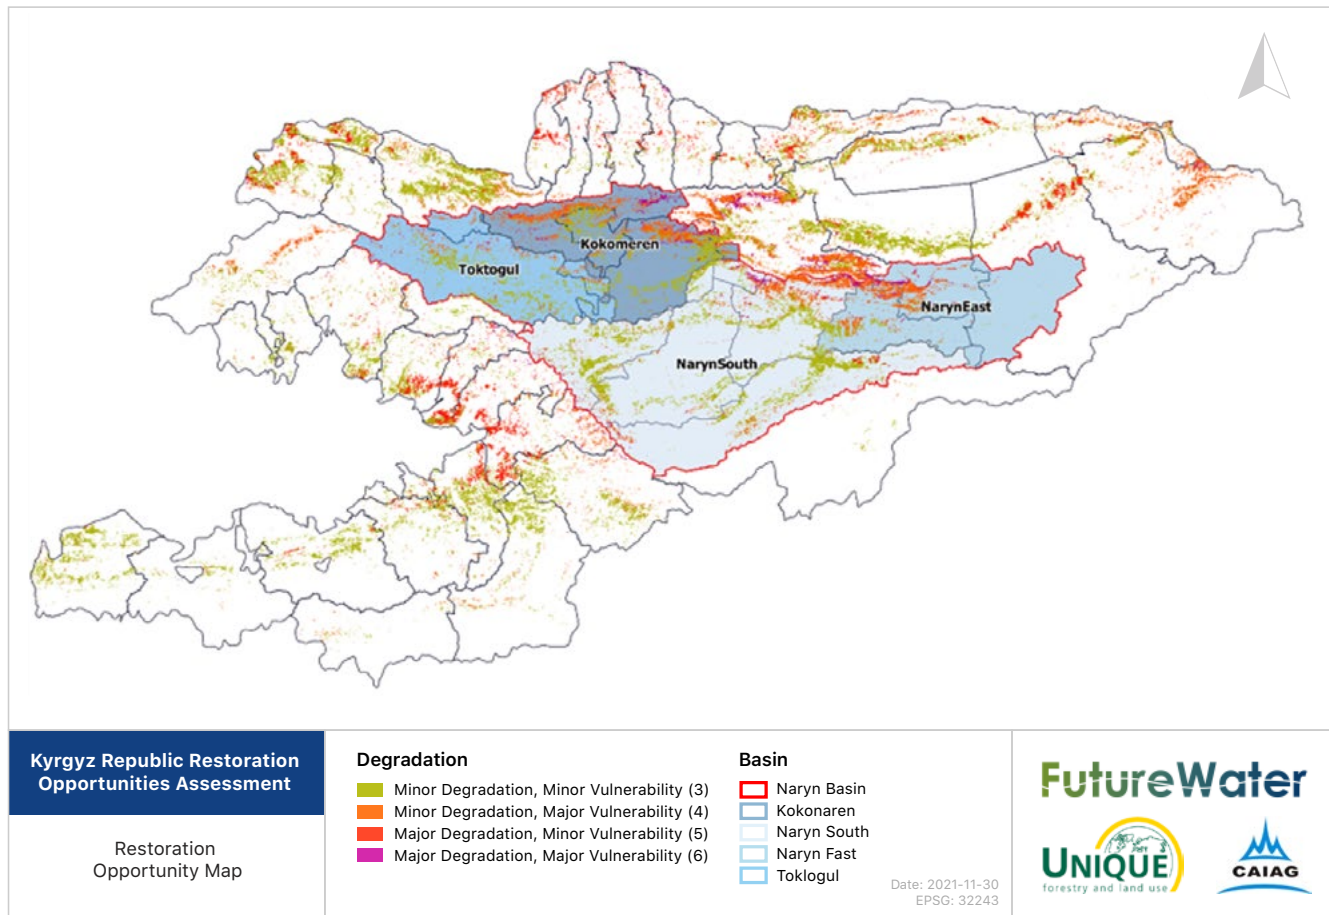 Kokomeren
Toktogul
NarynEast
NarynSouth
Kyrgyz Republic Restoration
Opportunities Assessment
Restoration
Opportunity Map
Degradation
Minor Degradation, Minor Vulnerability (3)
Minor Degradation, Major Vulnerability (4)
Major Degradation, Minor Vulnerability (5)
Major Degradation, Major Vulnerability (6)
Basin
Naryn Basin
Kokonaren
Naryn South
Naryn Fast
Toklogul
Date: 2021-11-30
EPSG: 32243
FutureWater
UNIQUE
forestry and land use
CAIAG